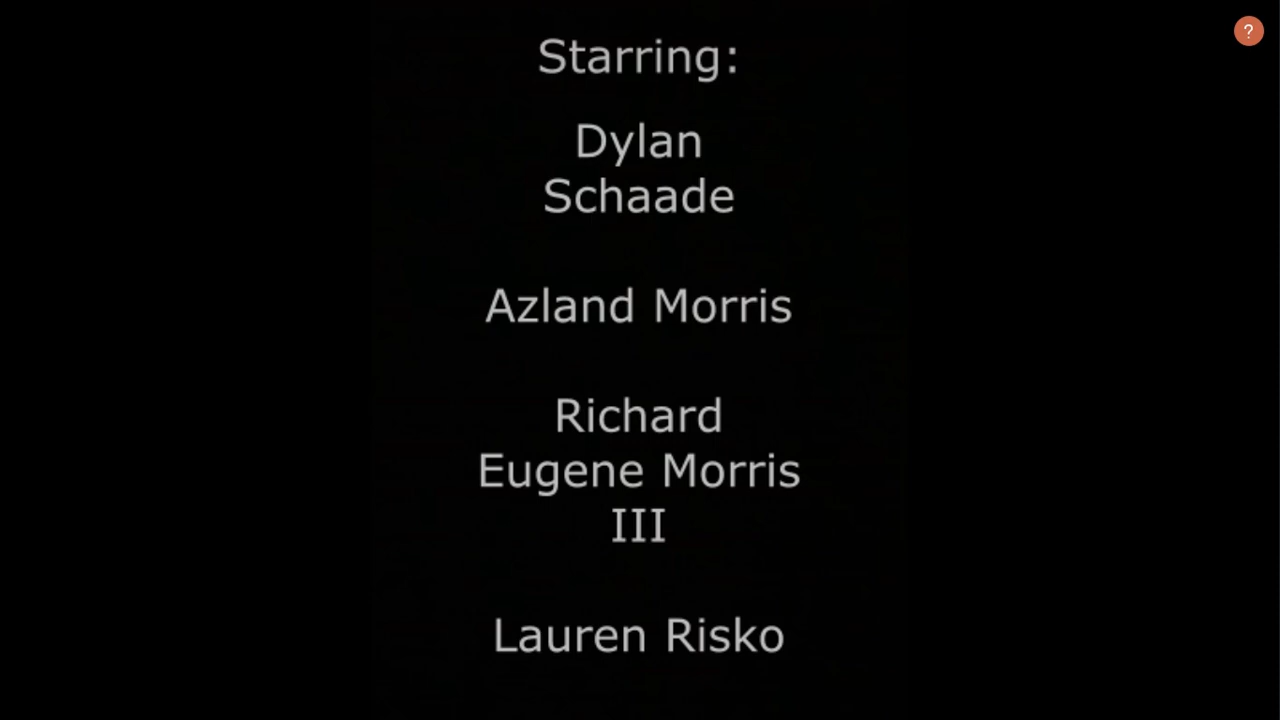 Starring:
Dylan
Schaade
Azland Morris
Richard
Eugene Morris
III
Lauren Risko
?